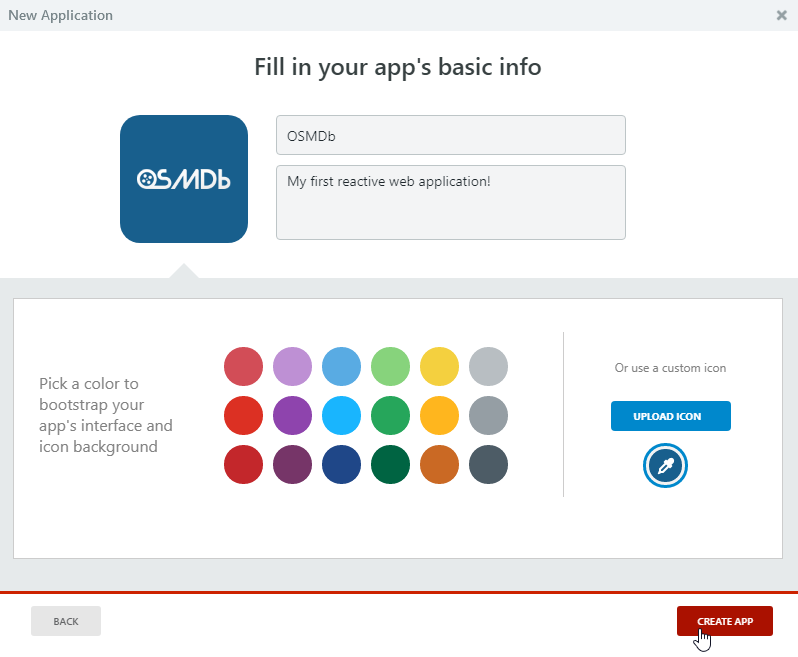 New Application
Fill in your app's basic info
OSMDb
OSMDb
My first reactive web application!
Pick a color to
bootstrap your
app's interface and
icon background
Or use a custom icon
UPLOAD ICON
BACK
CREATE APP